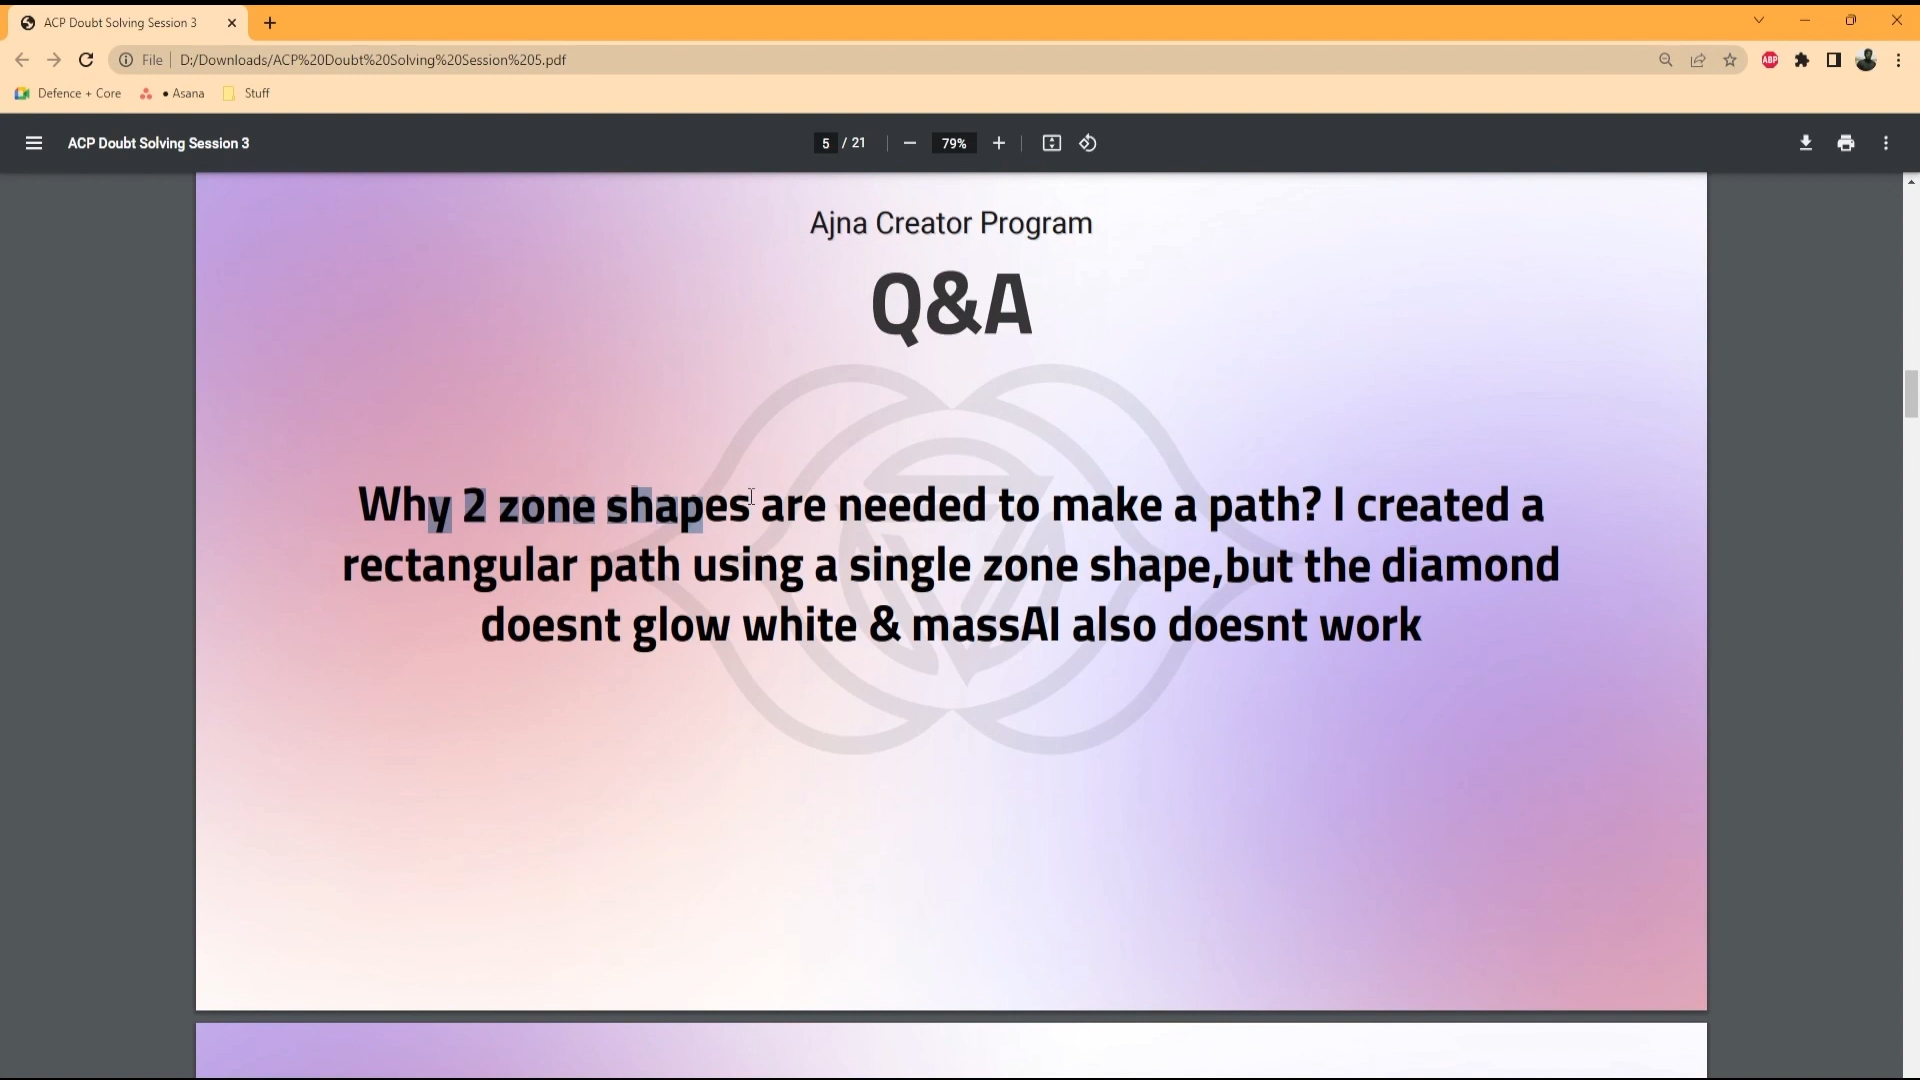 ACP Doubt Solving Session 3
File D:/Downloads/ACP%20Doubt%20Solving%20Session%205.pdf
ABP
Defence + Core • Asana Stuff
ACP Doubt Solving Session 3 5 / 21 79%
Ajna Creator Program
Q&A
Why 2 zone shapes are needed to make a path? I created a
rectangular path using a single zone shape,but the diamond
doesnt glow white & massAI also doesnt work